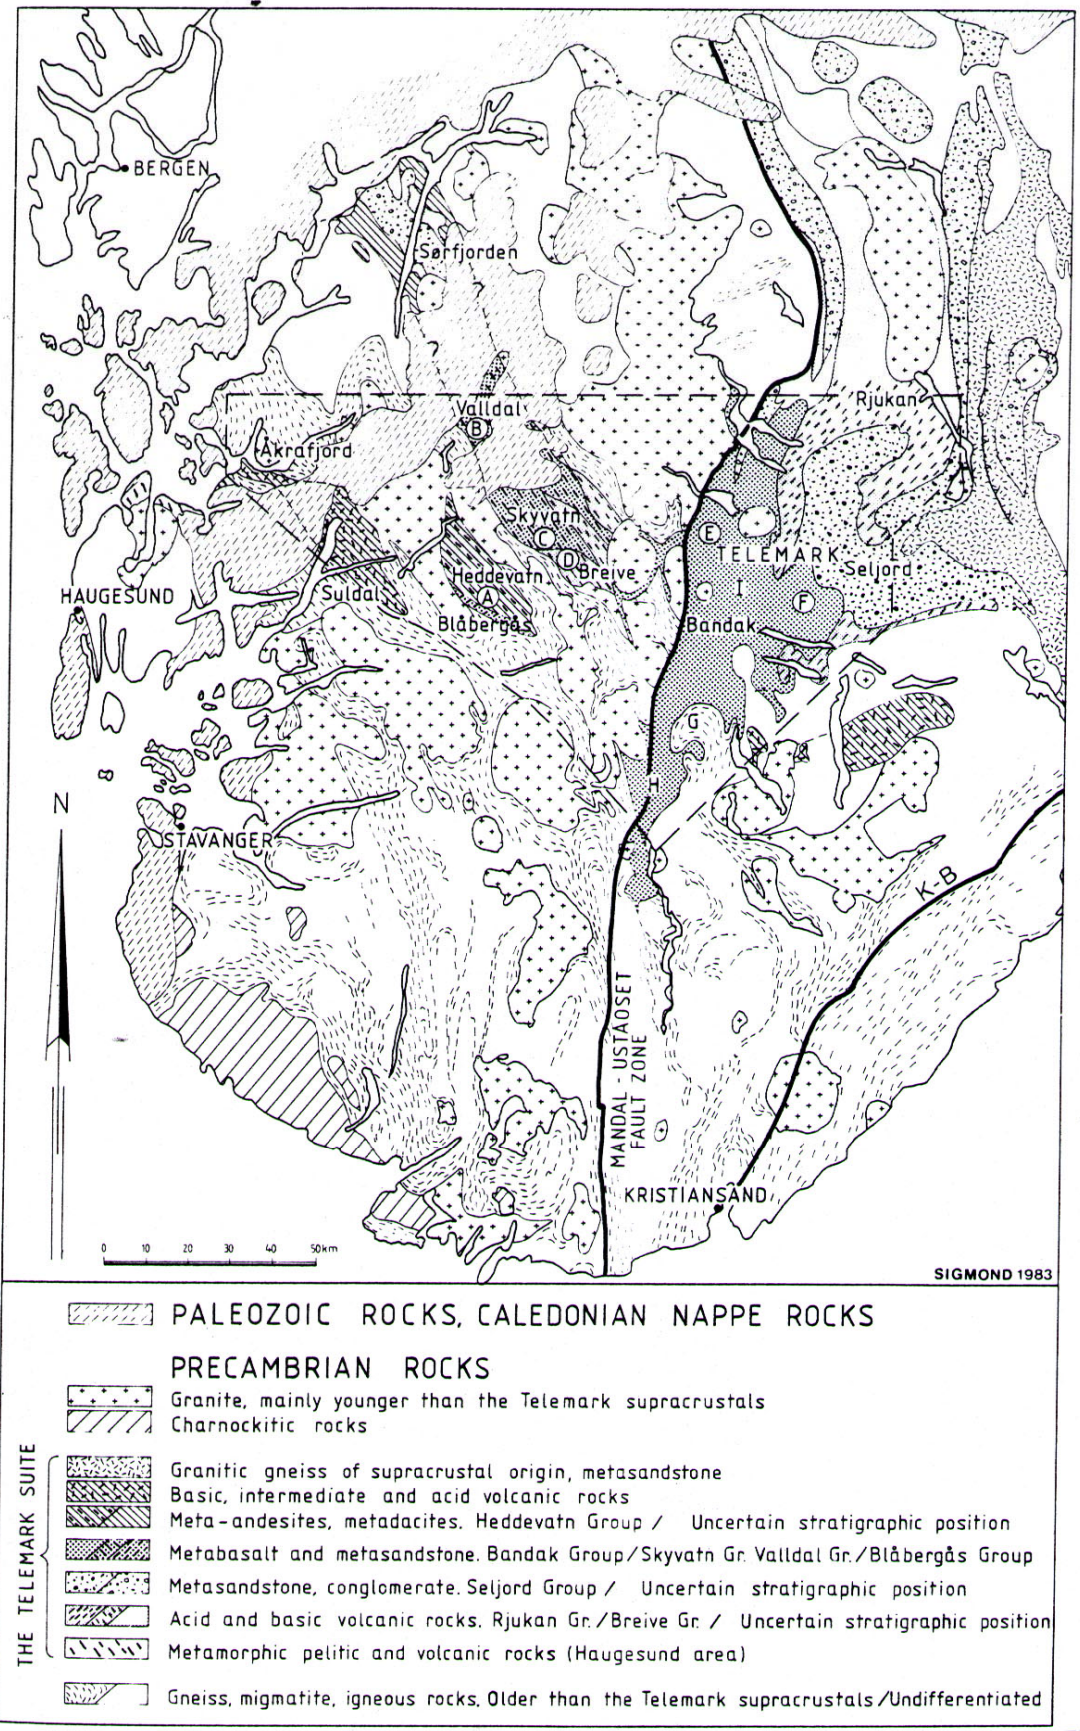 BERGEN
Sørfjorden
Valldal
B
Rjukan
Åkrafjord
Skyvatn
C
E
D
TELEMARK
Breive
Seljord
Heddevatn
HAUGESUND
Suldal
A
I
F
Blåbergås
Bandak
G
H
N
STAVANGER
K-B
MANDAL - USTAOSET
FAULT ZONE
KRISTIANSAND
0 10 20 30 40 50km
SIGMOND 1983
PALEOZOIC ROCKS, CALEDONIAN NAPPE ROCKS
PRECAMBRIAN ROCKS
Granite, mainly younger than the Telemark supracrustals
Charnockitic rocks
THE TELEMARK SUITE
Granitic gneiss of supracrustal origin, metasandstone
Basic, intermediate and acid volcanic rocks
Meta-andesites, metadacites. Heddevatn Group / Uncertain stratigraphic position
Metabasalt and metasandstone. Bandak Group/Skyvatn Gr. Valldal Gr./Blåbergås Group
Metasandstone, conglomerate. Seljord Group / Uncertain stratigraphic position
Acid and basic volcanic rocks. Rjukan Gr./Breive Gr. / Uncertain stratigraphic position
Metamorphic pelitic and volcanic rocks (Haugesund area)
Gneiss, migmatite, igneous rocks. Older than the Telemark supracrustals/Undifferentiated